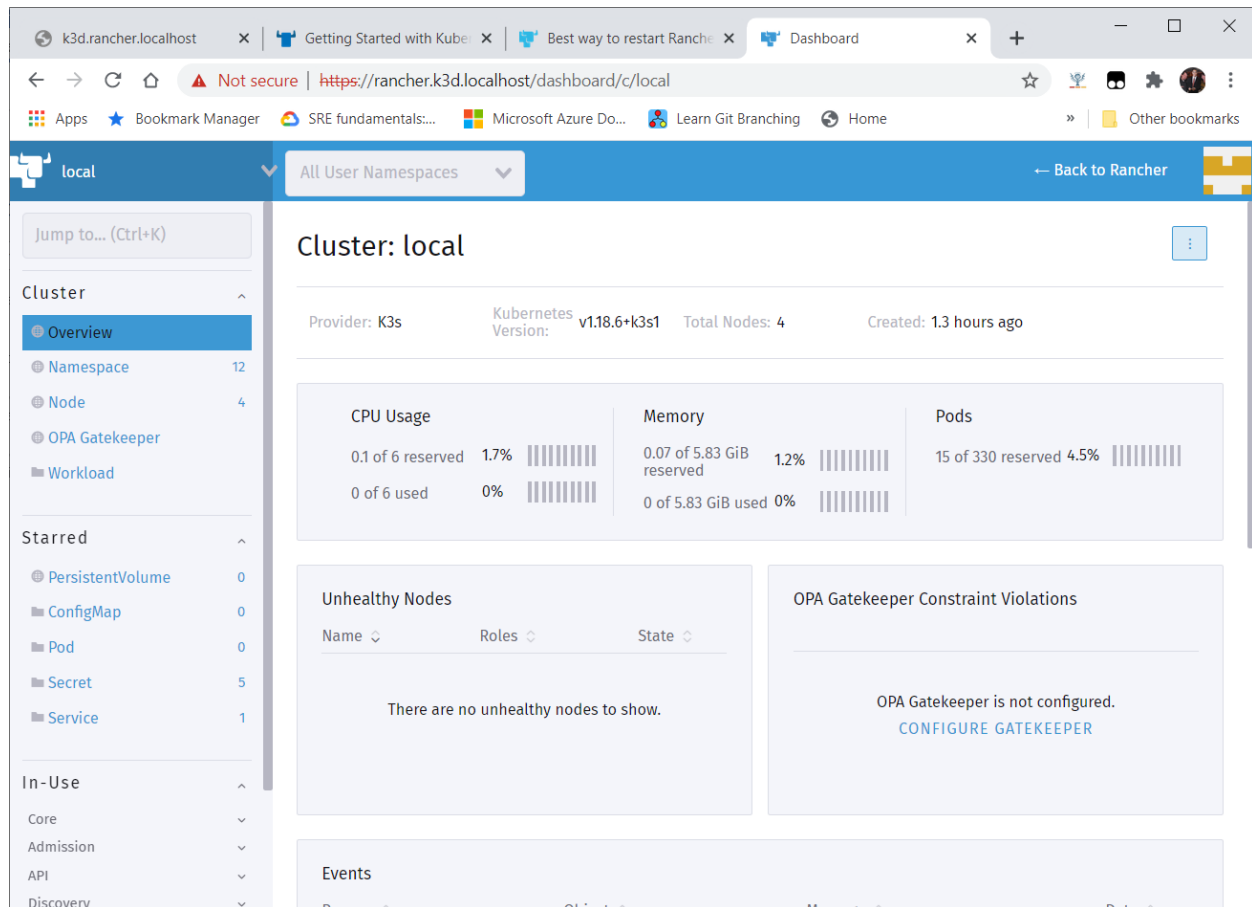 k3d.rancher.localhost
Getting Started with Kube
Best way to restart Ranche
Dashboard
Not secure https://rancher.k3d.localhost/dashboard/c/local
Apps Bookmark Manager SRE fundamentals:... Microsoft Azure Do... Learn Git Branching Home » Other bookmarks
local
All User Namespaces
← Back to Rancher
Jump to... (Ctrl+K)
Cluster
Overview
Namespace 12
Node 4
OPA Gatekeeper
Workload
Starred
PersistentVolume 0
ConfigMap 0
Pod 0
Secret 5
Service 1
In-Use
Core
Admission
API
Discovery
Cluster: local
Provider: K3s
Kubernetes
Version: v1.18.6+k3s1
Total Nodes: 4
Created: 1.3 hours ago
CPU Usage
0.1 of 6 reserved 1.7%
0 of 6 used 0%
Memory
0.07 of 5.83 GiB
reserved 1.2%
0 of 5.83 GiB used 0%
Pods
15 of 330 reserved 4.5%
Unhealthy Nodes
Name Roles State
There are no unhealthy nodes to show.
OPA Gatekeeper Constraint Violations
OPA Gatekeeper is not configured.
CONFIGURE GATEKEEPER
Events